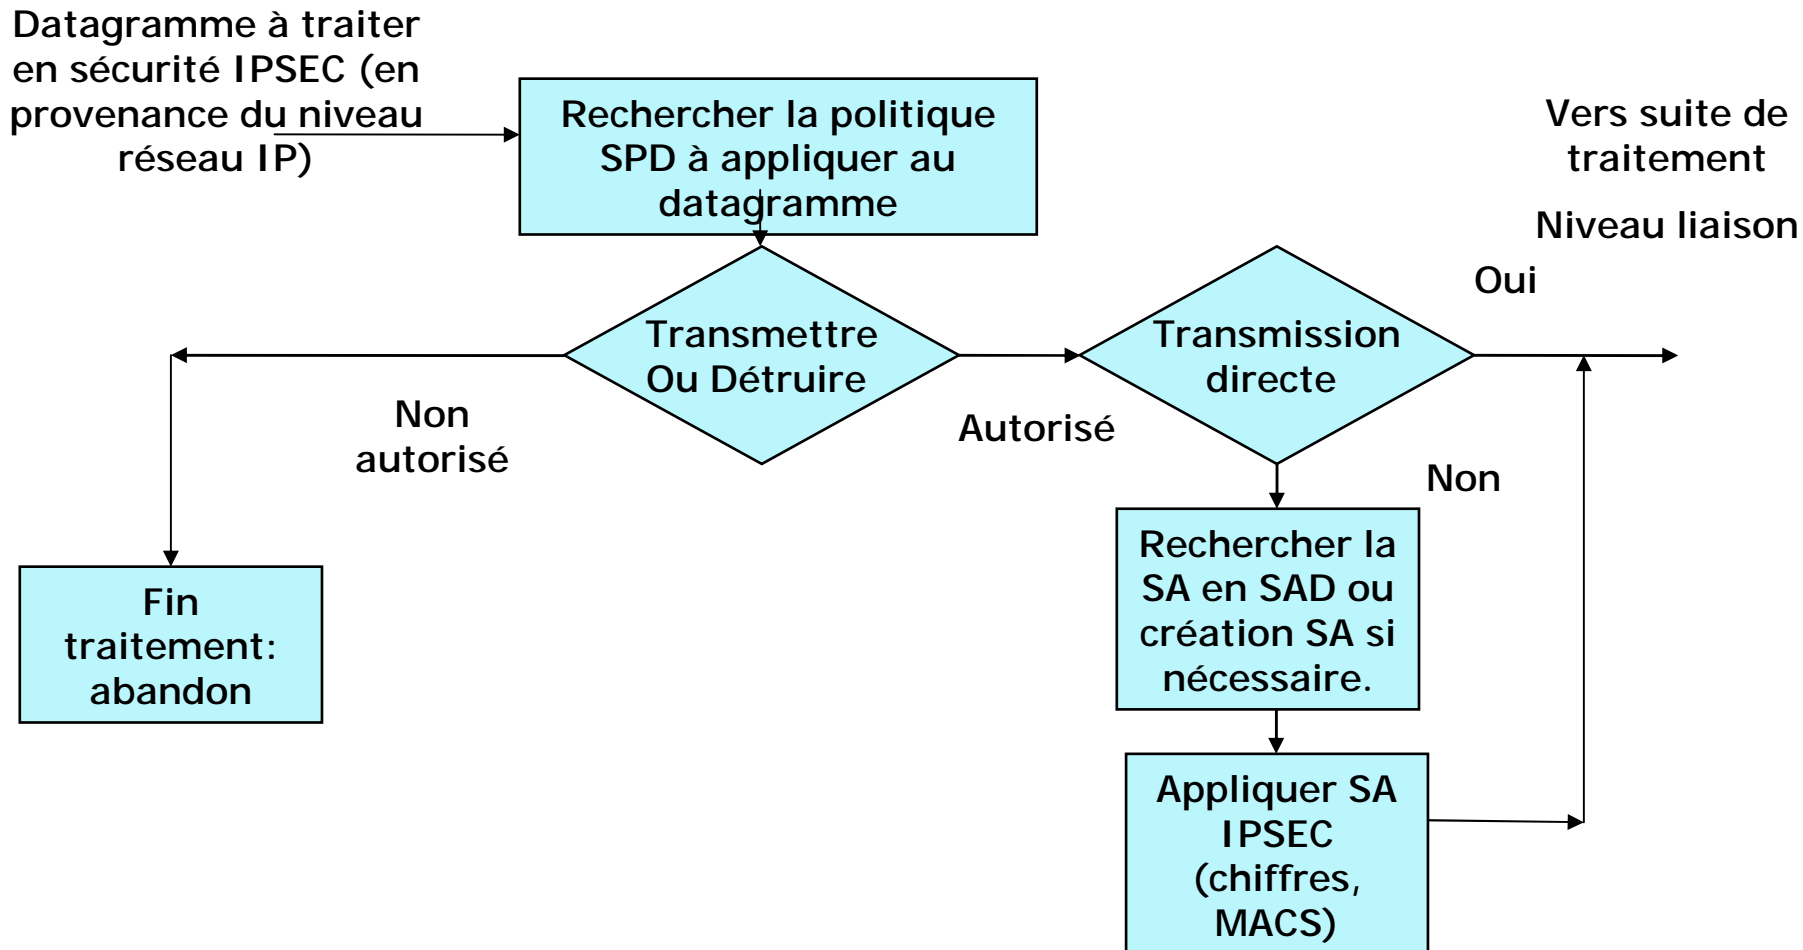 Datagramme à traiter
en sécurité IPSEC (en
provenance du niveau
réseau IP)
Rechercher la politique
SPD à appliquer au
datagramme
Vers suite de
traitement
Niveau liaison
Oui
Transmettre
Ou Détruire
Transmission
directe
Non
autorisé
Autorisé
Non
Rechercher la
SA en SAD ou
création SA si
nécessaire.
Fin
traitement:
abandon
Appliquer SA
IPSEC
(chiffres,
MACS)